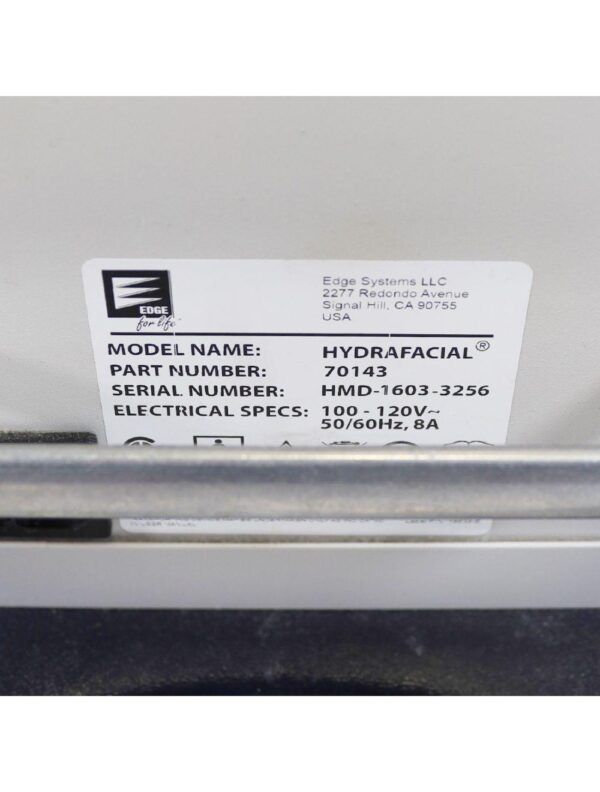 EDGE
for life
Edge Systems LLC
2277 Redondo Avenue
Signal Hill, CA 90755
USA
MODEL NAME: HYDRAFACIAL®
PART NUMBER: 70143
SERIAL NUMBER: HMD-1603-3256
ELECTRICAL SPECS: 100 - 120V~
50/60Hz, 8A